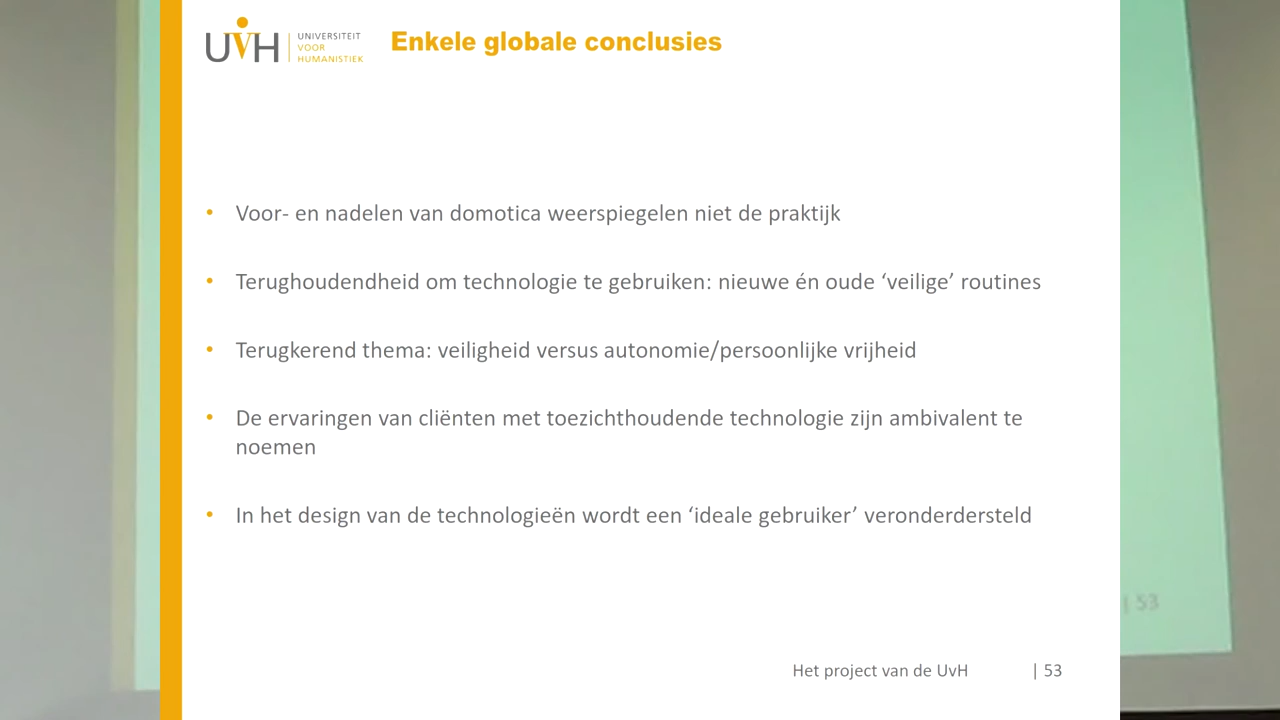 UvH
UNIVERSITEIT
VOOR
HUMANISTIEK
Enkele globale conclusies
• Voor- en nadelen van domotica weerspiegelen niet de praktijk
• Terughoudendheid om technologie te gebruiken: nieuwe én oude ‘veilige’ routines
• Terugkerend thema: veiligheid versus autonomie/persoonlijke vrijheid
• De ervaringen van cliënten met toezichthoudende technologie zijn ambivalent te
noemen
• In het design van de technologieën wordt een ‘ideale gebruiker’ veronderdersteld
| 53
Het project van de UvH | 53